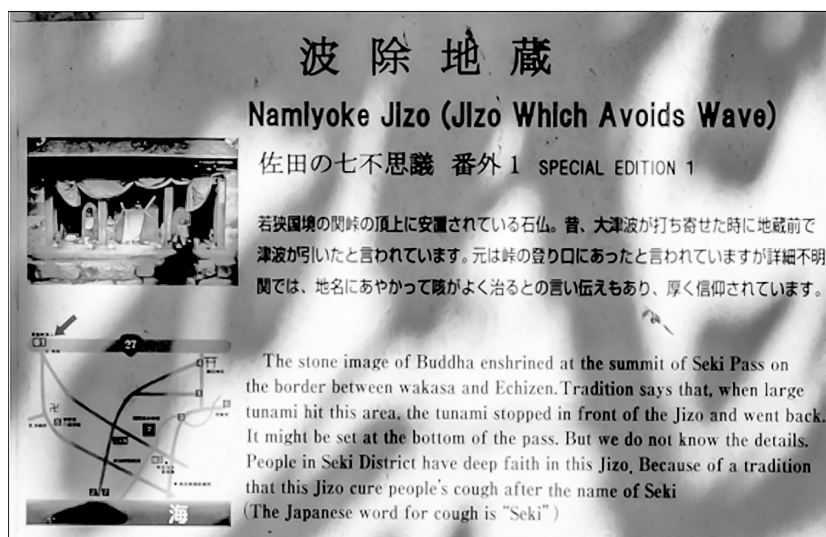 波除地蔵
Namiyoke Jizo (Jizo Which Avoids Wave)
佐田の七不思議 番外1 SPECIAL EDITION 1
若狭国境の関峠の頂上に安置されている石仏。昔、大津波が打ち寄せた時に地蔵前で
津波が引いたと言われています。元は峠の登り口にあったと言われていますが詳細不明
関では、地名にあやかって咳がよく治るとの言い伝えもあり、厚く信仰されています。
The stone image of Buddha enshrined at the summit of Seki Pass on
the border between wakasa and Echizen. Tradition says that, when large
tunami hit this area, the tunami stopped in front of the Jizo and went back.
It might be set at the bottom of the pass. But we do not know the details.
People in Seki District have deep faith in this Jizo. Because of a tradition
that this Jizo cure people's cough after the name of Seki
(The Japanese word for cough is "Seki")
27
海